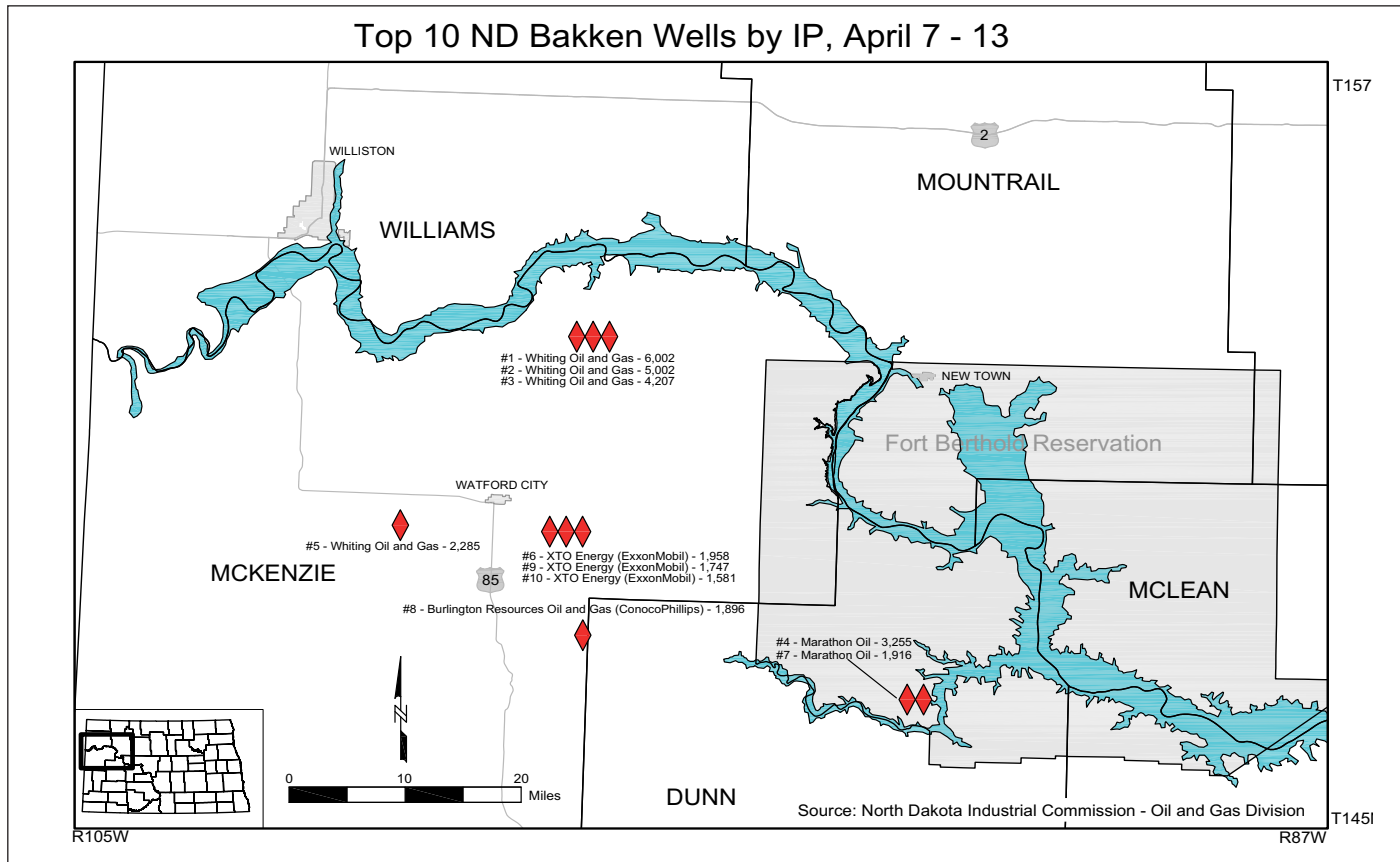 Top 10 ND Bakken Wells by IP, April 7 - 13
T157
2
WILLISTON
MOUNTRAIL
WILLIAMS
#1 - Whiting Oil and Gas - 6,002
#2 - Whiting Oil and Gas - 5,002
#3 - Whiting Oil and Gas - 4,207
NEW TOWN
Fort Berthold Reservation
WATFORD CITY
#5 - Whiting Oil and Gas - 2,285
#6 - XTO Energy (ExxonMobil) - 1,958
#9 - XTO Energy (ExxonMobil) - 1,747
#10 - XTO Energy (ExxonMobil) - 1,581
MCKENZIE
85
MCLEAN
#8 - Burlington Resources Oil and Gas (ConocoPhillips) - 1,896
#4 - Marathon Oil - 3,255
#7 - Marathon Oil - 1,916
N
0 10 20
Miles
DUNN
Source: North Dakota Industrial Commission - Oil and Gas Division
T145l
R105W
R87W